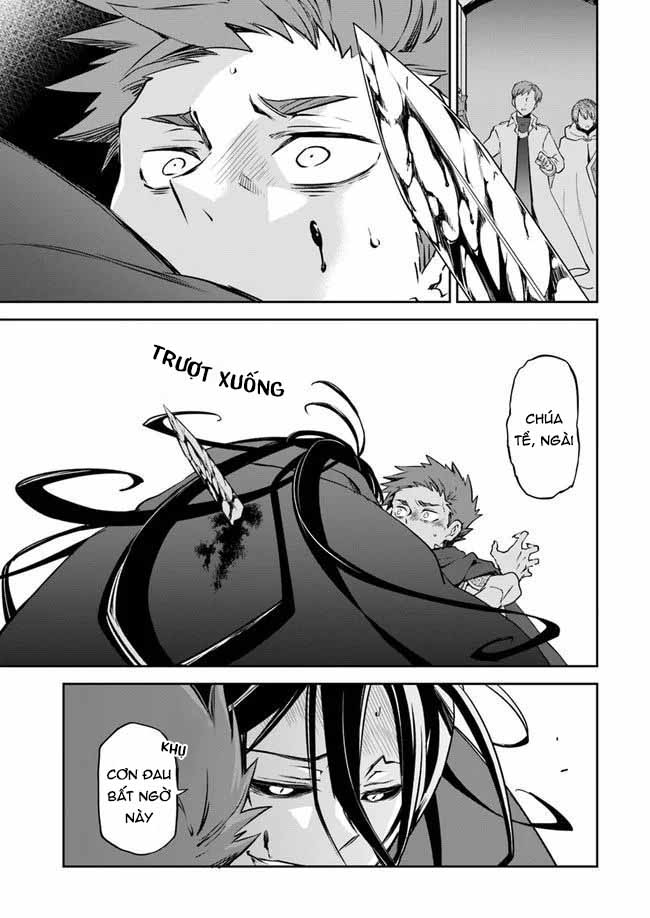 TRƯỢT XUỐNG
CHÚA
TỂ, NGÀI
KHỤ
CƠN ĐAU
BẤT NGỜ
NÀY